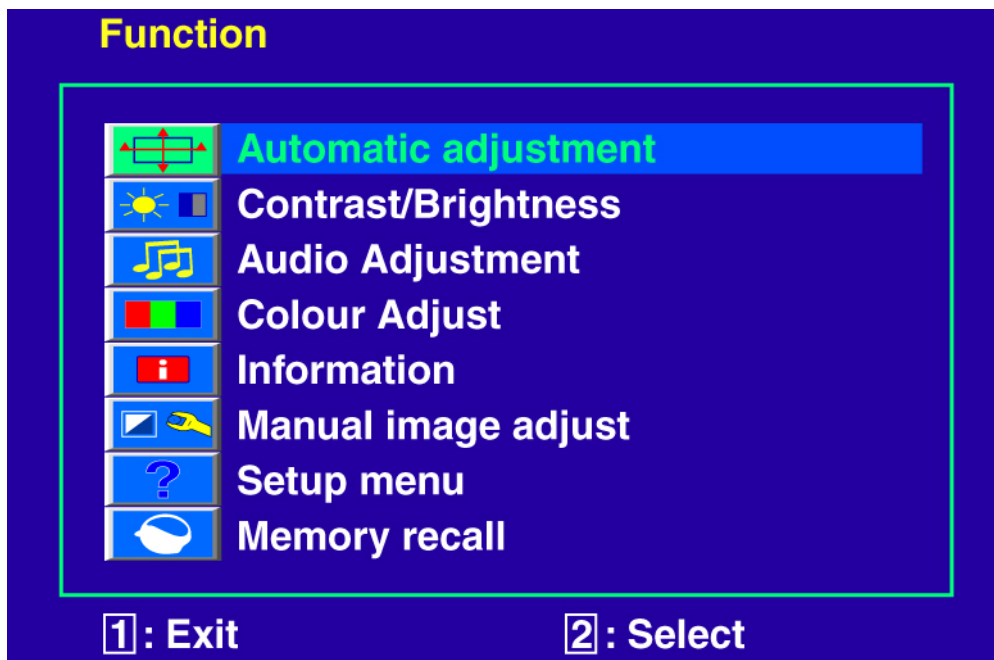 Function
Automatic adjustment
Contrast/Brightness
Audio Adjustment
Colour Adjust
i Information
Manual image adjust
? Setup menu
Memory recall
1: Exit 2: Select